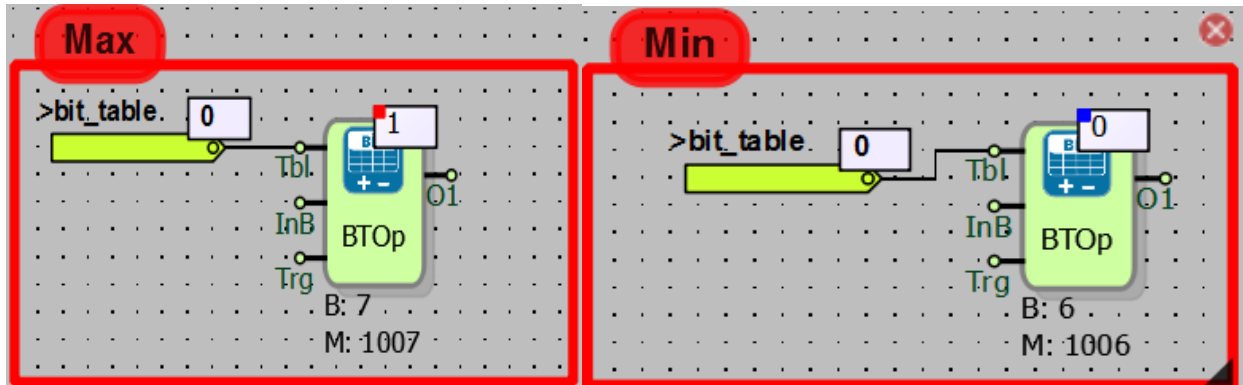 Max
>bit_table.
0
1
Tbl
InB
Trg
B
+ -
BTOp
O1
B: 7
M: 1007
Min
>bit_table.
0
0
Tbl
InB
Trg
B
+ -
BTOp
O1
B: 6
M: 1006